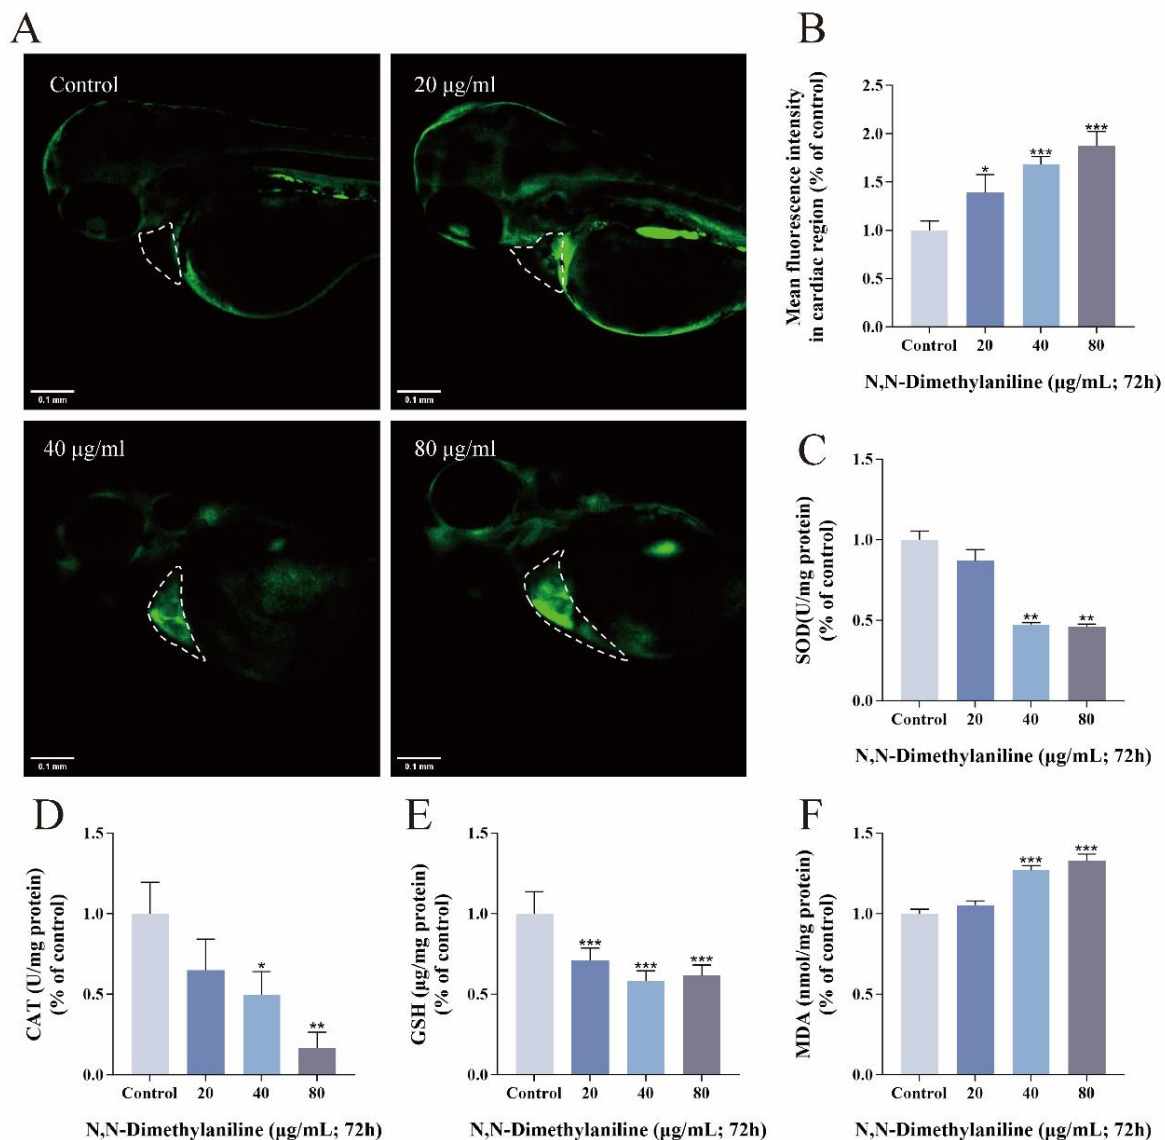 A
Control
0.1 mm
20 μg/ml
0.1 mm
40 μg/ml
0.1 mm
80 μg/ml
0.1 mm
B
Mean fluorescence intensity
in cardiac region (% of control)
2.5
2.0
1.5
1.0
0.5
0.0
*
***
***
Control 20 40 80
N,N-Dimethylaniline (μg/mL; 72h)
C
SOD(U/mg protein)
(% of control)
1.5
1.0
0.5
0.0
**
**
Control 20 40 80
N,N-Dimethylaniline (μg/mL; 72h)
D
CAT (U/mg protein)
(% of control)
1.5
1.0
0.5
0.0
*
**
Control 20 40 80
N,N-Dimethylaniline (μg/mL; 72h)
E
GSH (μg/mg protein)
(% of control)
1.5
1.0
0.5
0.0
***
***
***
Control 20 40 80
N,N-Dimethylaniline (μg/mL; 72h)
F
MDA (nmol/mg protein)
(% of control)
1.5
1.0
0.5
0.0
***
***
Control 20 40 80
N,N-Dimethylaniline (μg/mL; 72h)